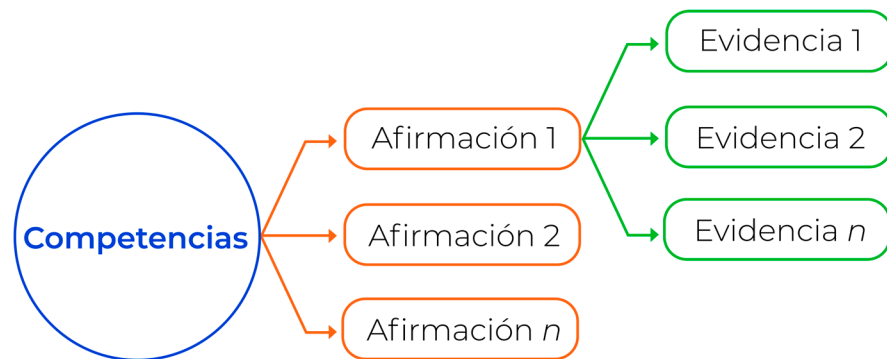 Competencias
Afirmación 1
Afirmación 2
Afirmación n
Evidencia 1
Evidencia 2
Evidencia n